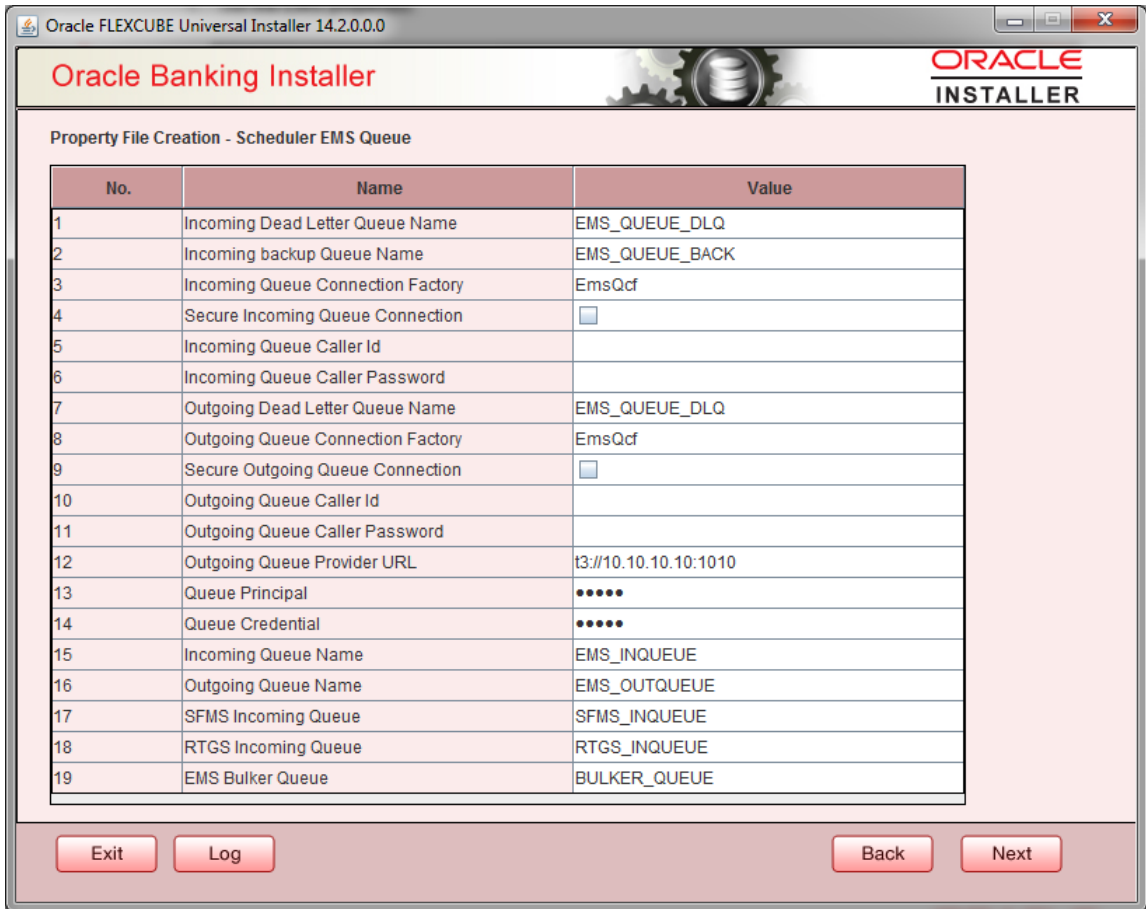 Oracle FLEXCUBE Universal Installer 14.2.0.0.0
Oracle Banking Installer
ORACLE
INSTALLER
Property File Creation - Scheduler EMS Queue
No. Name Value
1 Incoming Dead Letter Queue Name EMS_QUEUE_DLQ
2 Incoming backup Queue Name EMS_QUEUE_BACK
3 Incoming Queue Connection Factory EmsQcf
4 Secure Incoming Queue Connection
5 Incoming Queue Caller Id
6 Incoming Queue Caller Password
7 Outgoing Dead Letter Queue Name EMS_QUEUE_DLQ
8 Outgoing Queue Connection Factory EmsQcf
9 Secure Outgoing Queue Connection
10 Outgoing Queue Caller Id
11 Outgoing Queue Caller Password
12 Outgoing Queue Provider URL t3://10.10.10.10:1010
13 Queue Principal •••••
14 Queue Credential •••••
15 Incoming Queue Name EMS_INQUEUE
16 Outgoing Queue Name EMS_OUTQUEUE
17 SFMS Incoming Queue SFMS_INQUEUE
18 RTGS Incoming Queue RTGS_INQUEUE
19 EMS Bulker Queue BULKER_QUEUE
Exit Log Back Next